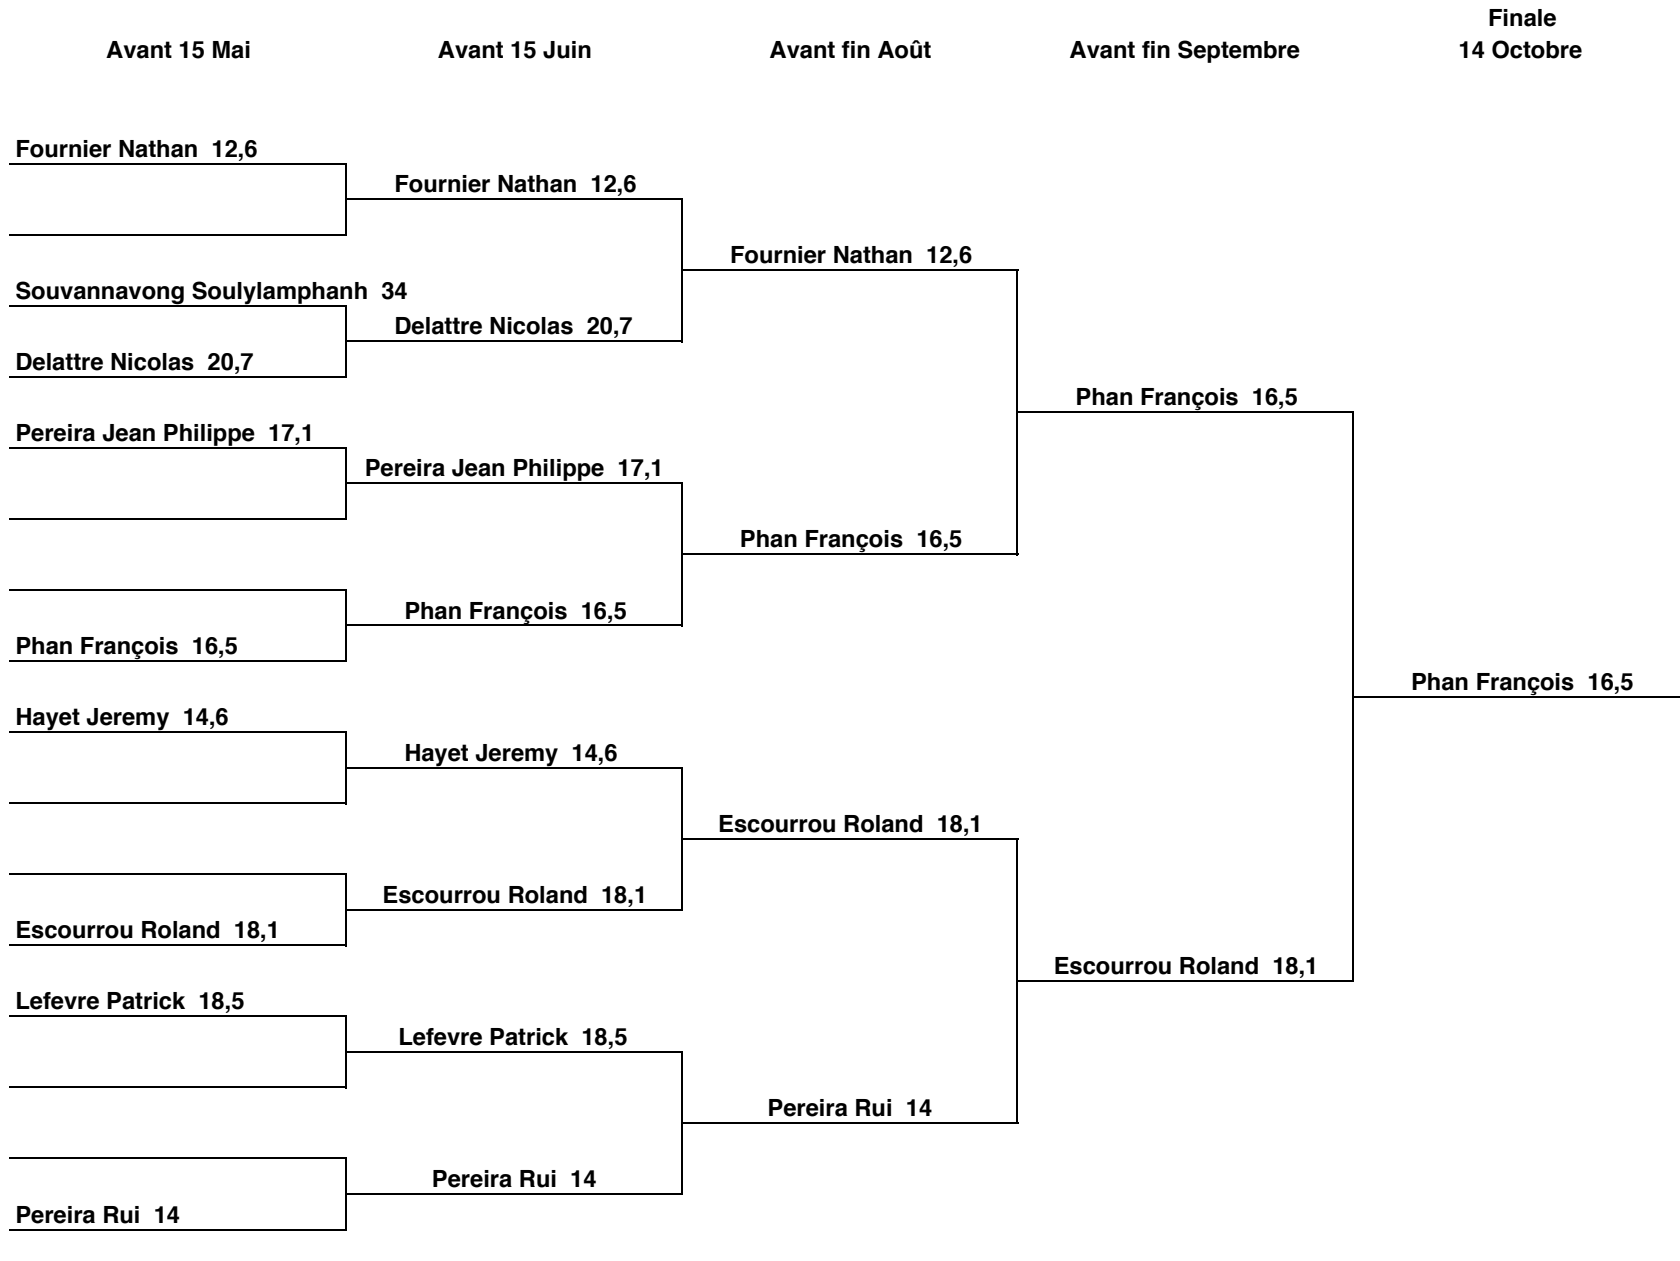 Finale
Avant 15 Mai Avant 15 Juin Avant fin Août Avant fin Septembre 14 Octobre
Fournier Nathan 12,6
Fournier Nathan 12,6
Fournier Nathan 12,6
Souvannavong Soulylamphanh 34
Delattre Nicolas 20,7
Delattre Nicolas 20,7
Phan François 16,5
Pereira Jean Philippe 17,1
Pereira Jean Philippe 17,1
Phan François 16,5
Phan François 16,5
Phan François 16,5
Phan François 16,5
Hayet Jeremy 14,6
Hayet Jeremy 14,6
Escourrou Roland 18,1
Escourrou Roland 18,1
Escourrou Roland 18,1
Escourrou Roland 18,1
Lefevre Patrick 18,5
Lefevre Patrick 18,5
Pereira Rui 14
Pereira Rui 14
Pereira Rui 14